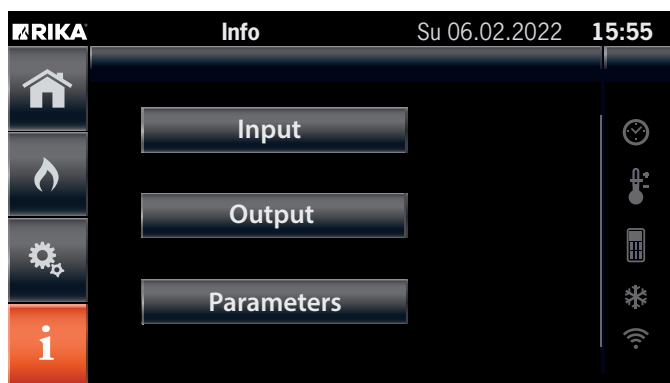 RIKA Info Su 06.02.2022 15:55
Input
Output
Parameters
i